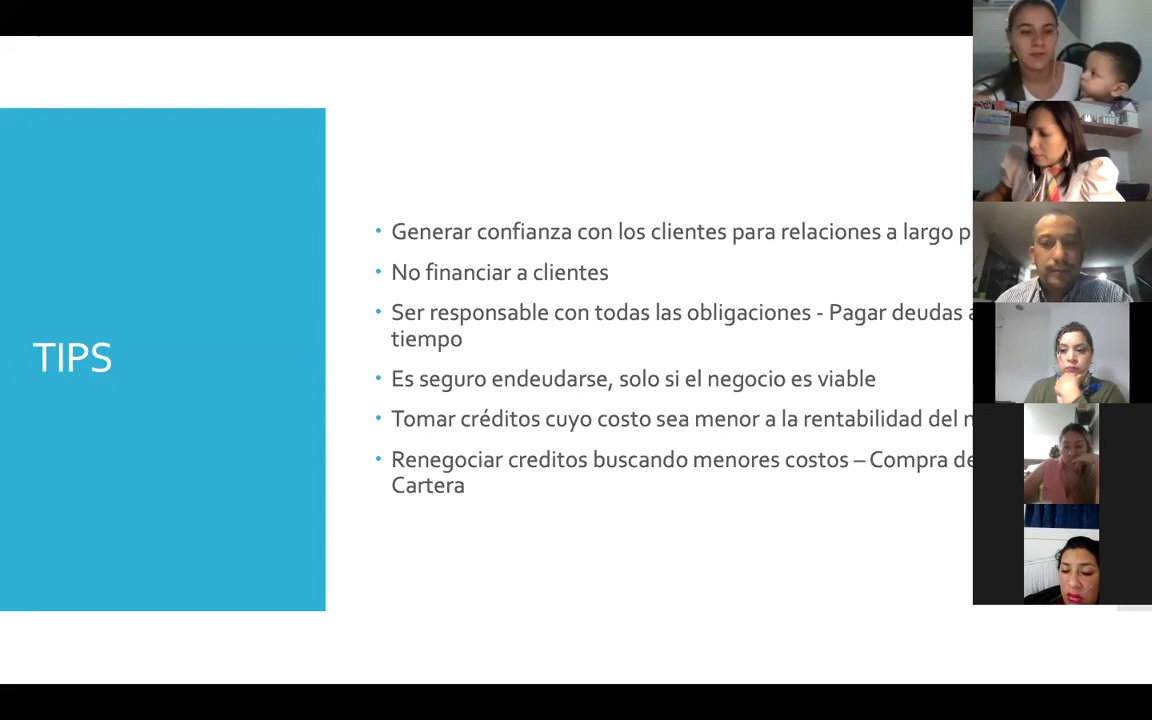 TIPS
Generar confianza con los clientes para relaciones a largo p
No financiar a clientes
Ser responsable con todas las obligaciones - Pagar deudas a
tiempo
Es seguro endeudarse, solo si el negocio es viable
Tomar créditos cuyo costo sea menor a la rentabilidad del n
Renegociar creditos buscando menores costos – Compra de
Cartera